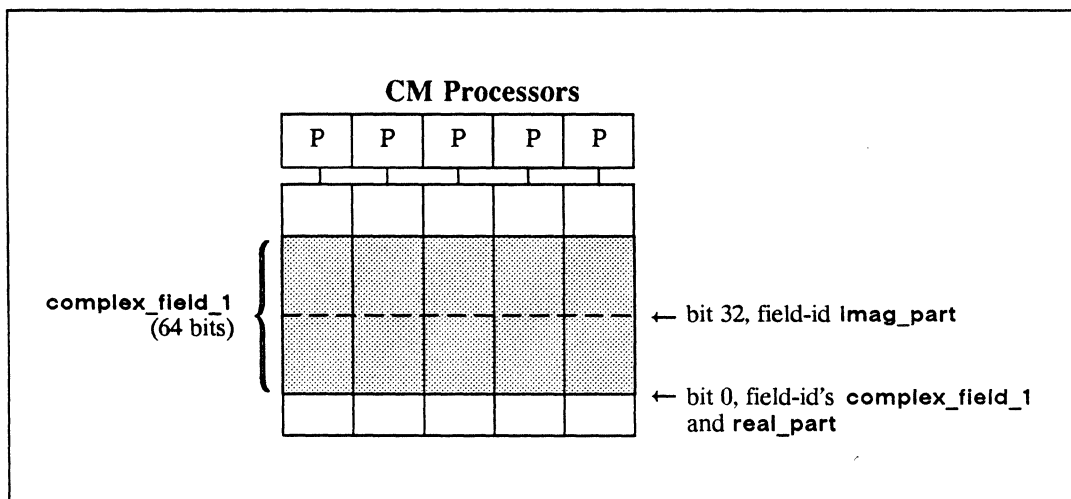 CM Processors
P P P P P
complex_field_1
(64 bits)
← bit 32, field-id imag_part
← bit 0, field-id's complex_field_1
and real_part